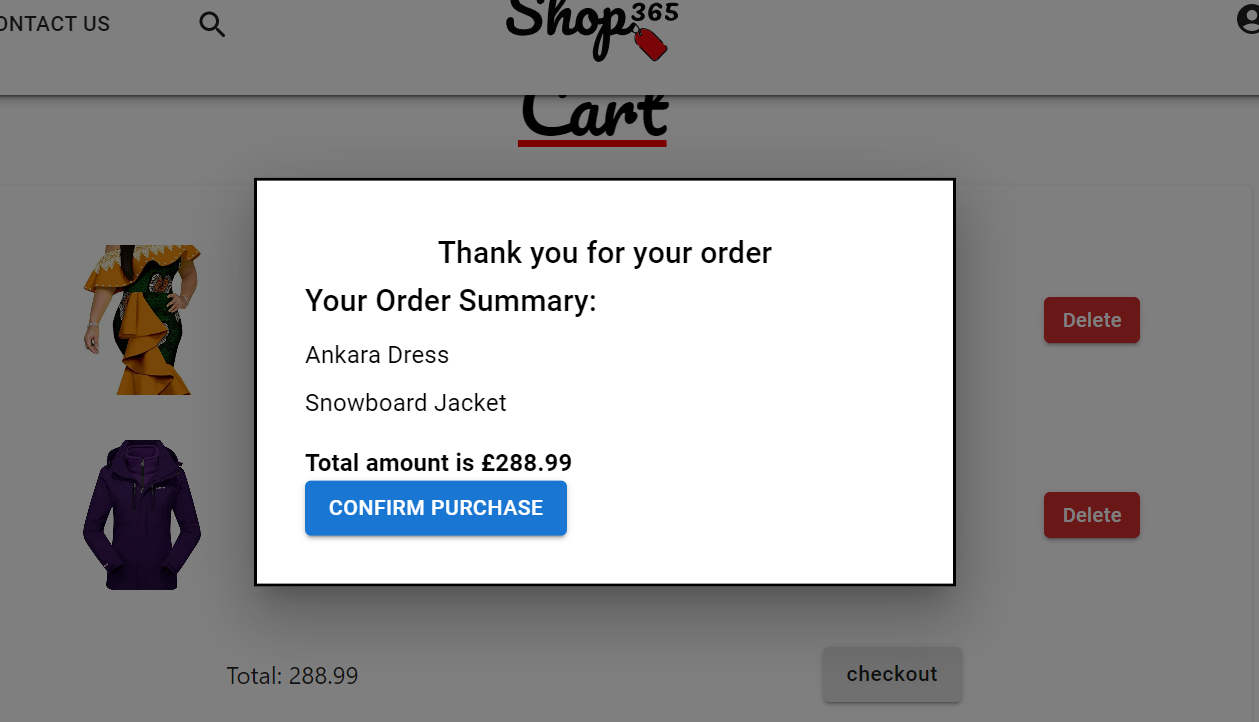 ONTACT US
Shop365
Cart
Thank you for your order
Your Order Summary:
Ankara Dress
Snowboard Jacket
Total amount is £288.99
CONFIRM PURCHASE
Delete
Delete
Total: 288.99
checkout